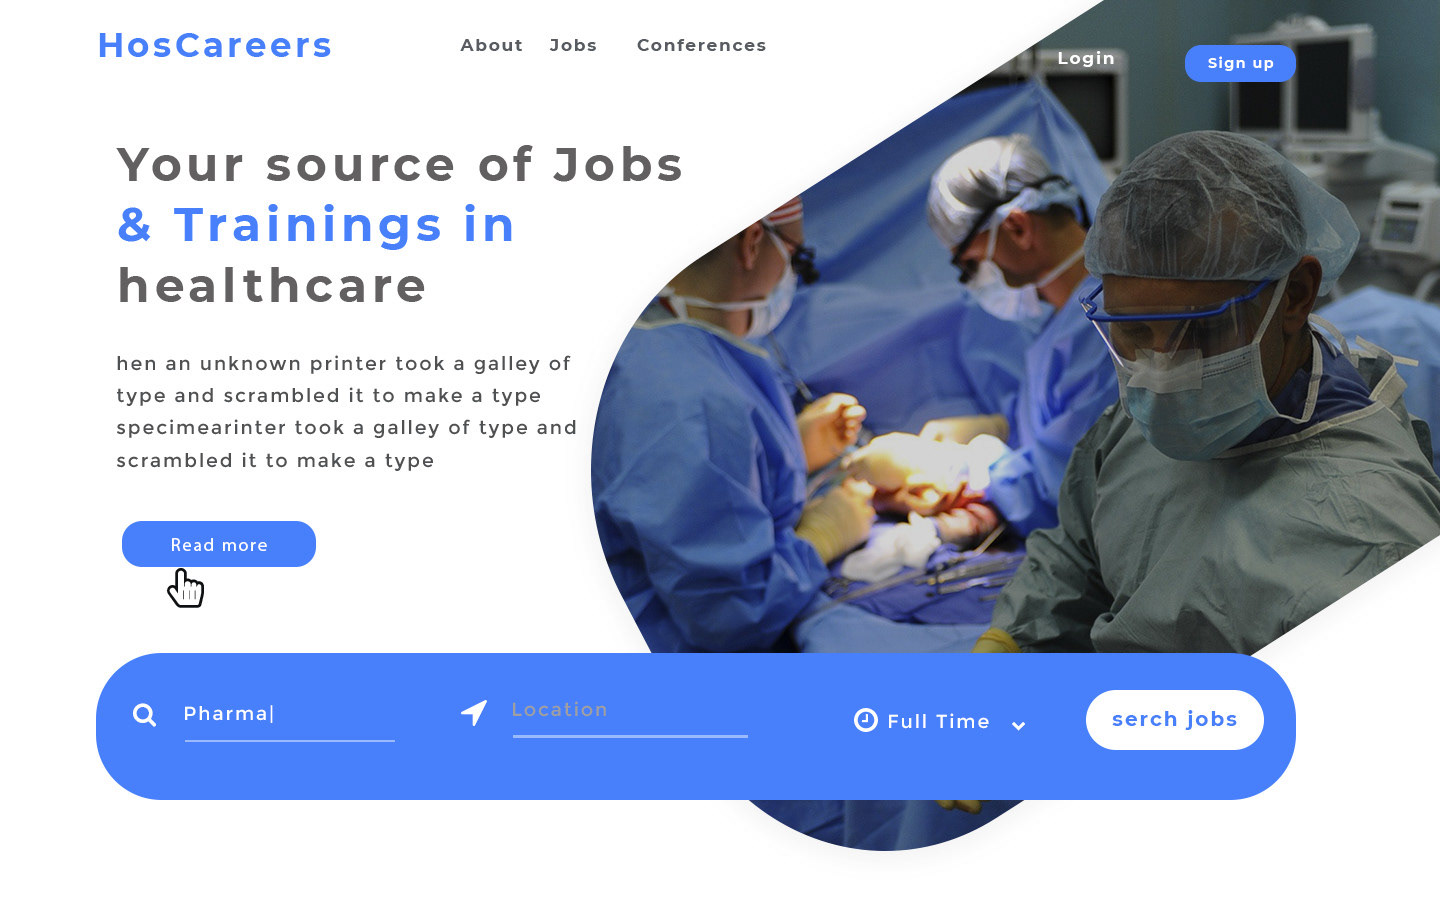 HosCareers
About Jobs Conferences
Login
Sign up
Your source of Jobs
& Trainings in
healthcare
hen an unknown printer took a galley of
type and scrambled it to make a type
specimearinter took a galley of type and
scrambled it to make a type
Read more
Pharma
Location
Full Time
serch jobs